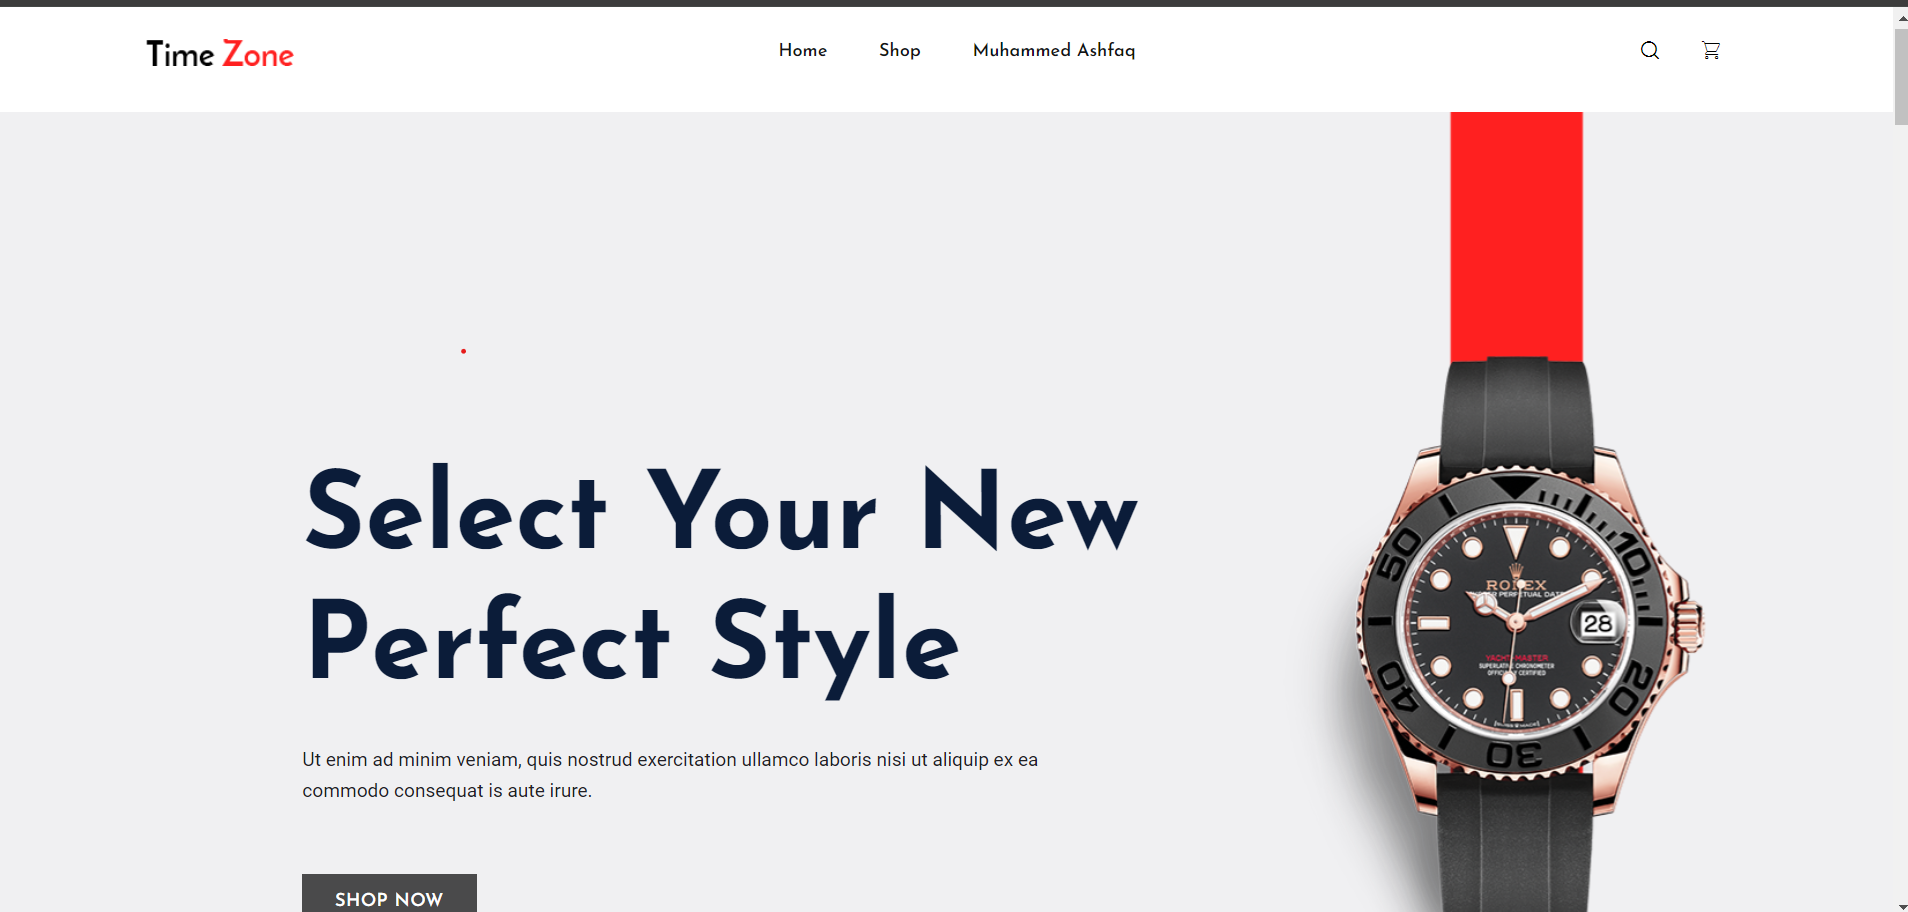 Time Zone
Home
Shop
Muhammed Ashfaq
Select Your New
Perfect Style
Ut enim ad minim veniam, quis nostrud exercitation ullamco laboris nisi ut aliquip ex ea
commodo consequat is aute irure.
SHOP NOW
50
10
ROLEX
PERPETUAL DATE
28
YACHT-MASTER
SUPERLATIVE CHRONOMETER
OFFICIALLY CERTIFIED
40
20
30